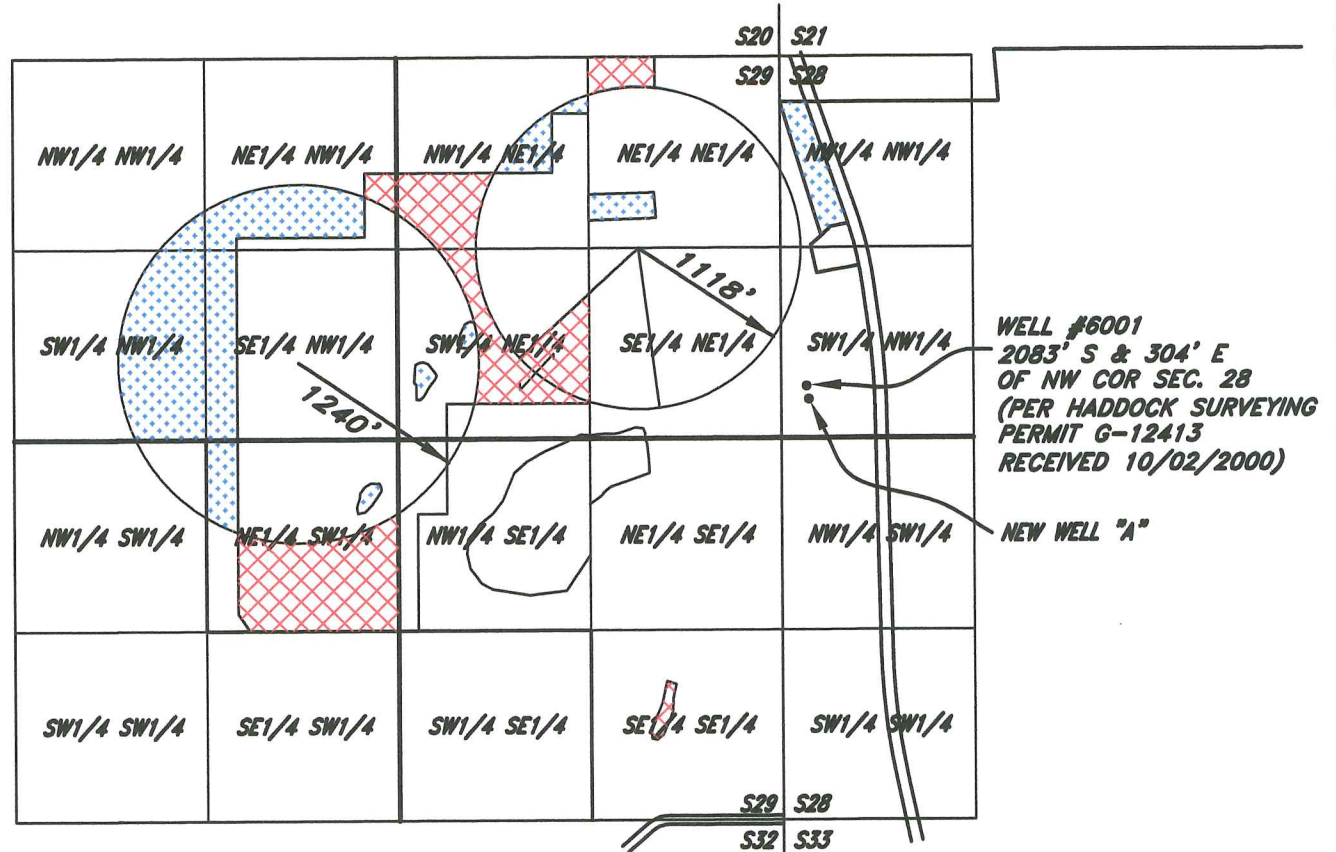 S20 S21
S29 S28
NW1/4 NW1/4
NE1/4 NW1/4
NW1/4 NE1/4
NE1/4 NE1/4
NW1/4 NW1/4
1118'
SW1/4 NW1/4
SE1/4 NW1/4
SW1/4 NE1/4
SE1/4 NE1/4
SW1/4 NW1/4
1240'
WELL #6001
2083' S & 304' E
OF NW COR SEC. 28
(PER HADDOCK SURVEYING
PERMIT G-12413
RECEIVED 10/02/2000)
NW1/4 SW1/4
NE1/4 SW1/4
NW1/4 SE1/4
NE1/4 SE1/4
NW1/4 SW1/4
NEW WELL "A"
SW1/4 SW1/4
SE1/4 SW1/4
SW1/4 SE1/4
SE1/4 SE1/4
SW1/4 SW1/4
S29 S28
S32 S33